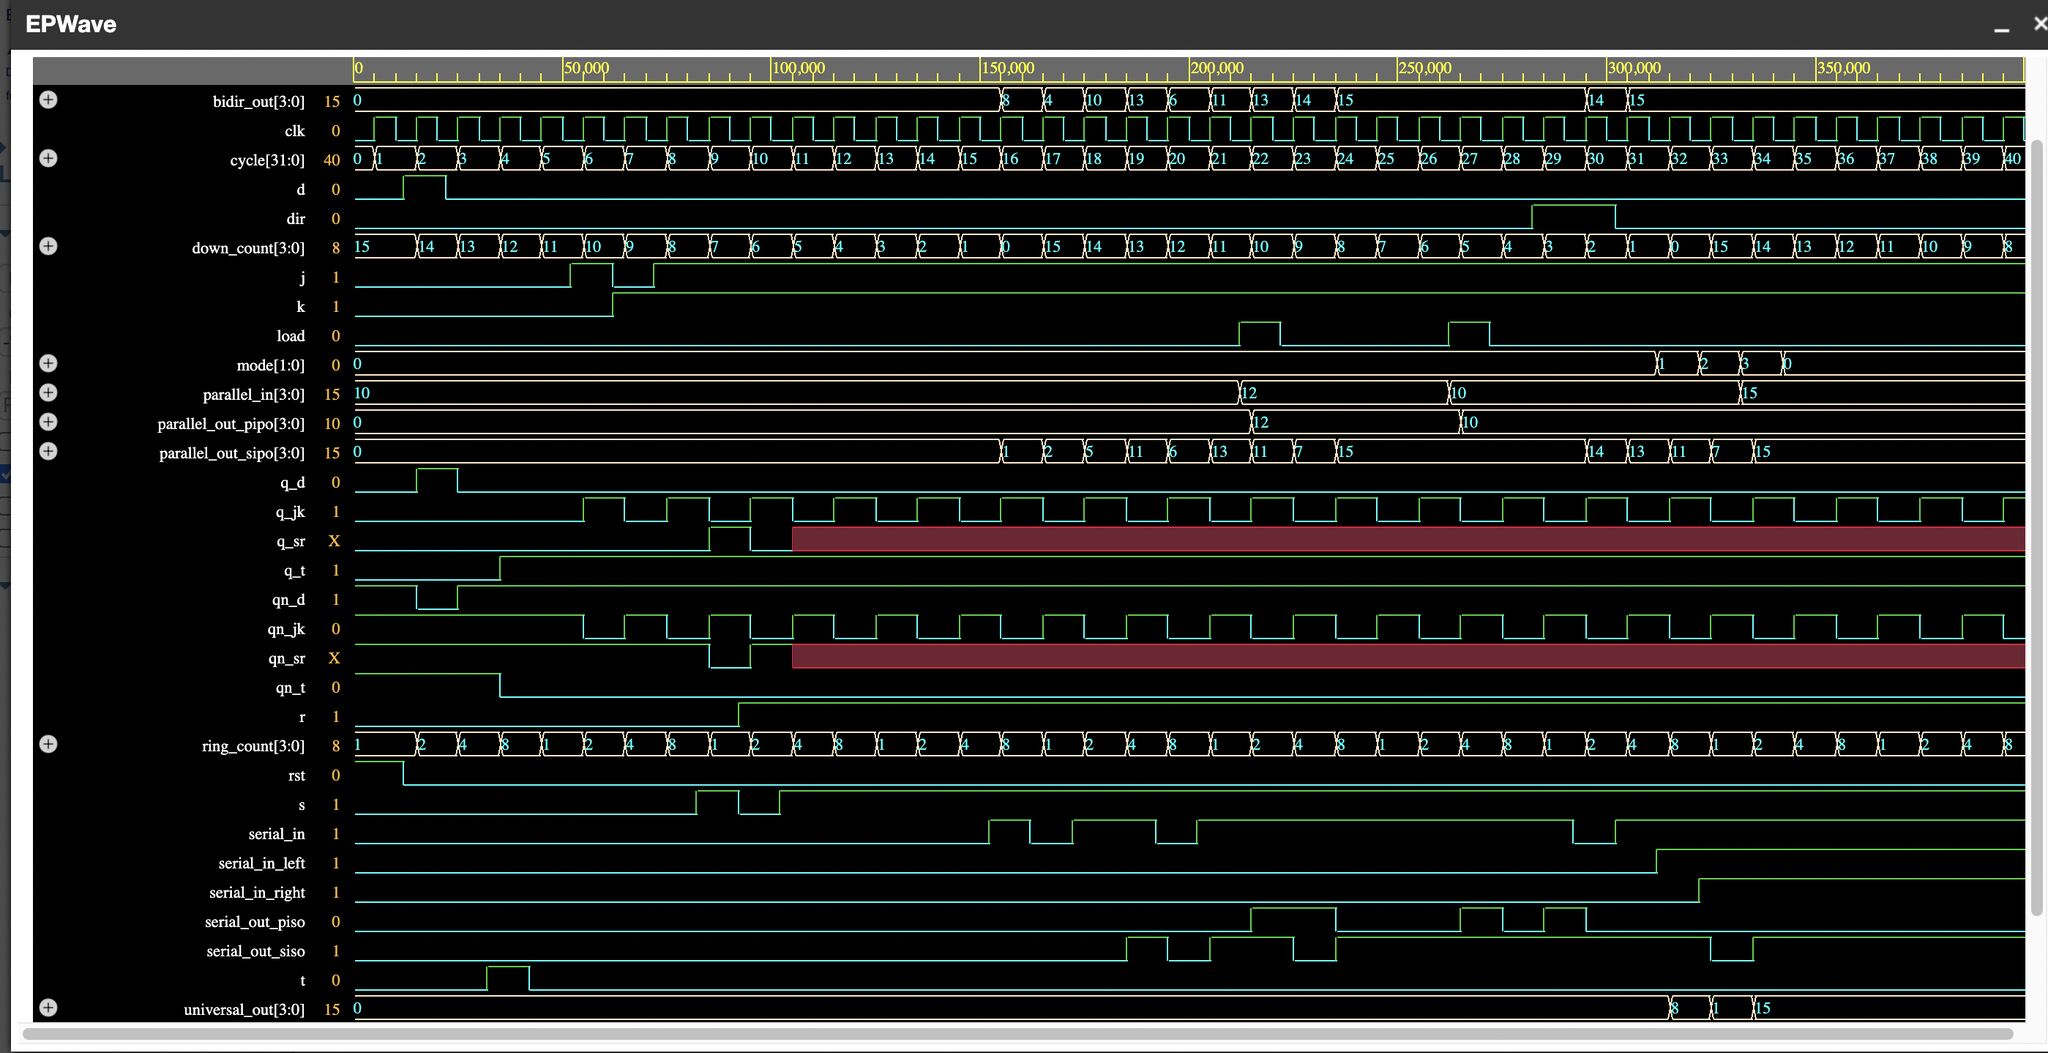 EPWave
0 50,000 100,000 150,000 200,000 250,000 300,000 350,000
bidir_out[3:0] 15 0 8 4 10 13 6 11 13 14 15 14 15
clk 0
cycle[31:0] 40 0 1 2 3 4 5 6 7 8 9 10 11 12 13 14 15 16 17 18 19 20 21 22 23 24 25 26 27 28 29 30 31 32 33 34 35 36 37 38 39 40
d 0
dir 0
down_count[3:0] 8 15 14 13 12 11 10 9 8 7 6 5 4 3 2 1 0 15 14 13 12 11 10 9 8 7 6 5 4 3 2 1 0 15 14 13 12 11 10 9 8
j 1
k 1
load 0
mode[1:0] 0 0 1 2 3 0
parallel_in[3:0] 15 10 12 10 15
parallel_out_pipo[3:0] 10 0 12 10
parallel_out_sipo[3:0] 15 0 1 2 5 11 6 13 11 7 15 14 13 11 7 15
q_d 0
q_jk 1
q_sr X
q_t 1
qn_d 1
qn_jk 0
qn_sr X
qn_t 0
r 1
ring_count[3:0] 8 1 2 4 8 1 2 4 8 1 2 4 8 1 2 4 8 1 2 4 8 1 2 4 8 1 2 4 8 1 2 4 8 1 2 4 8 1 2 4 8
rst 0
s 1
serial_in 1
serial_in_left 1
serial_in_right 1
serial_out_piso 0
serial_out_siso 1
t 0
universal_out[3:0] 15 0 8 1 15